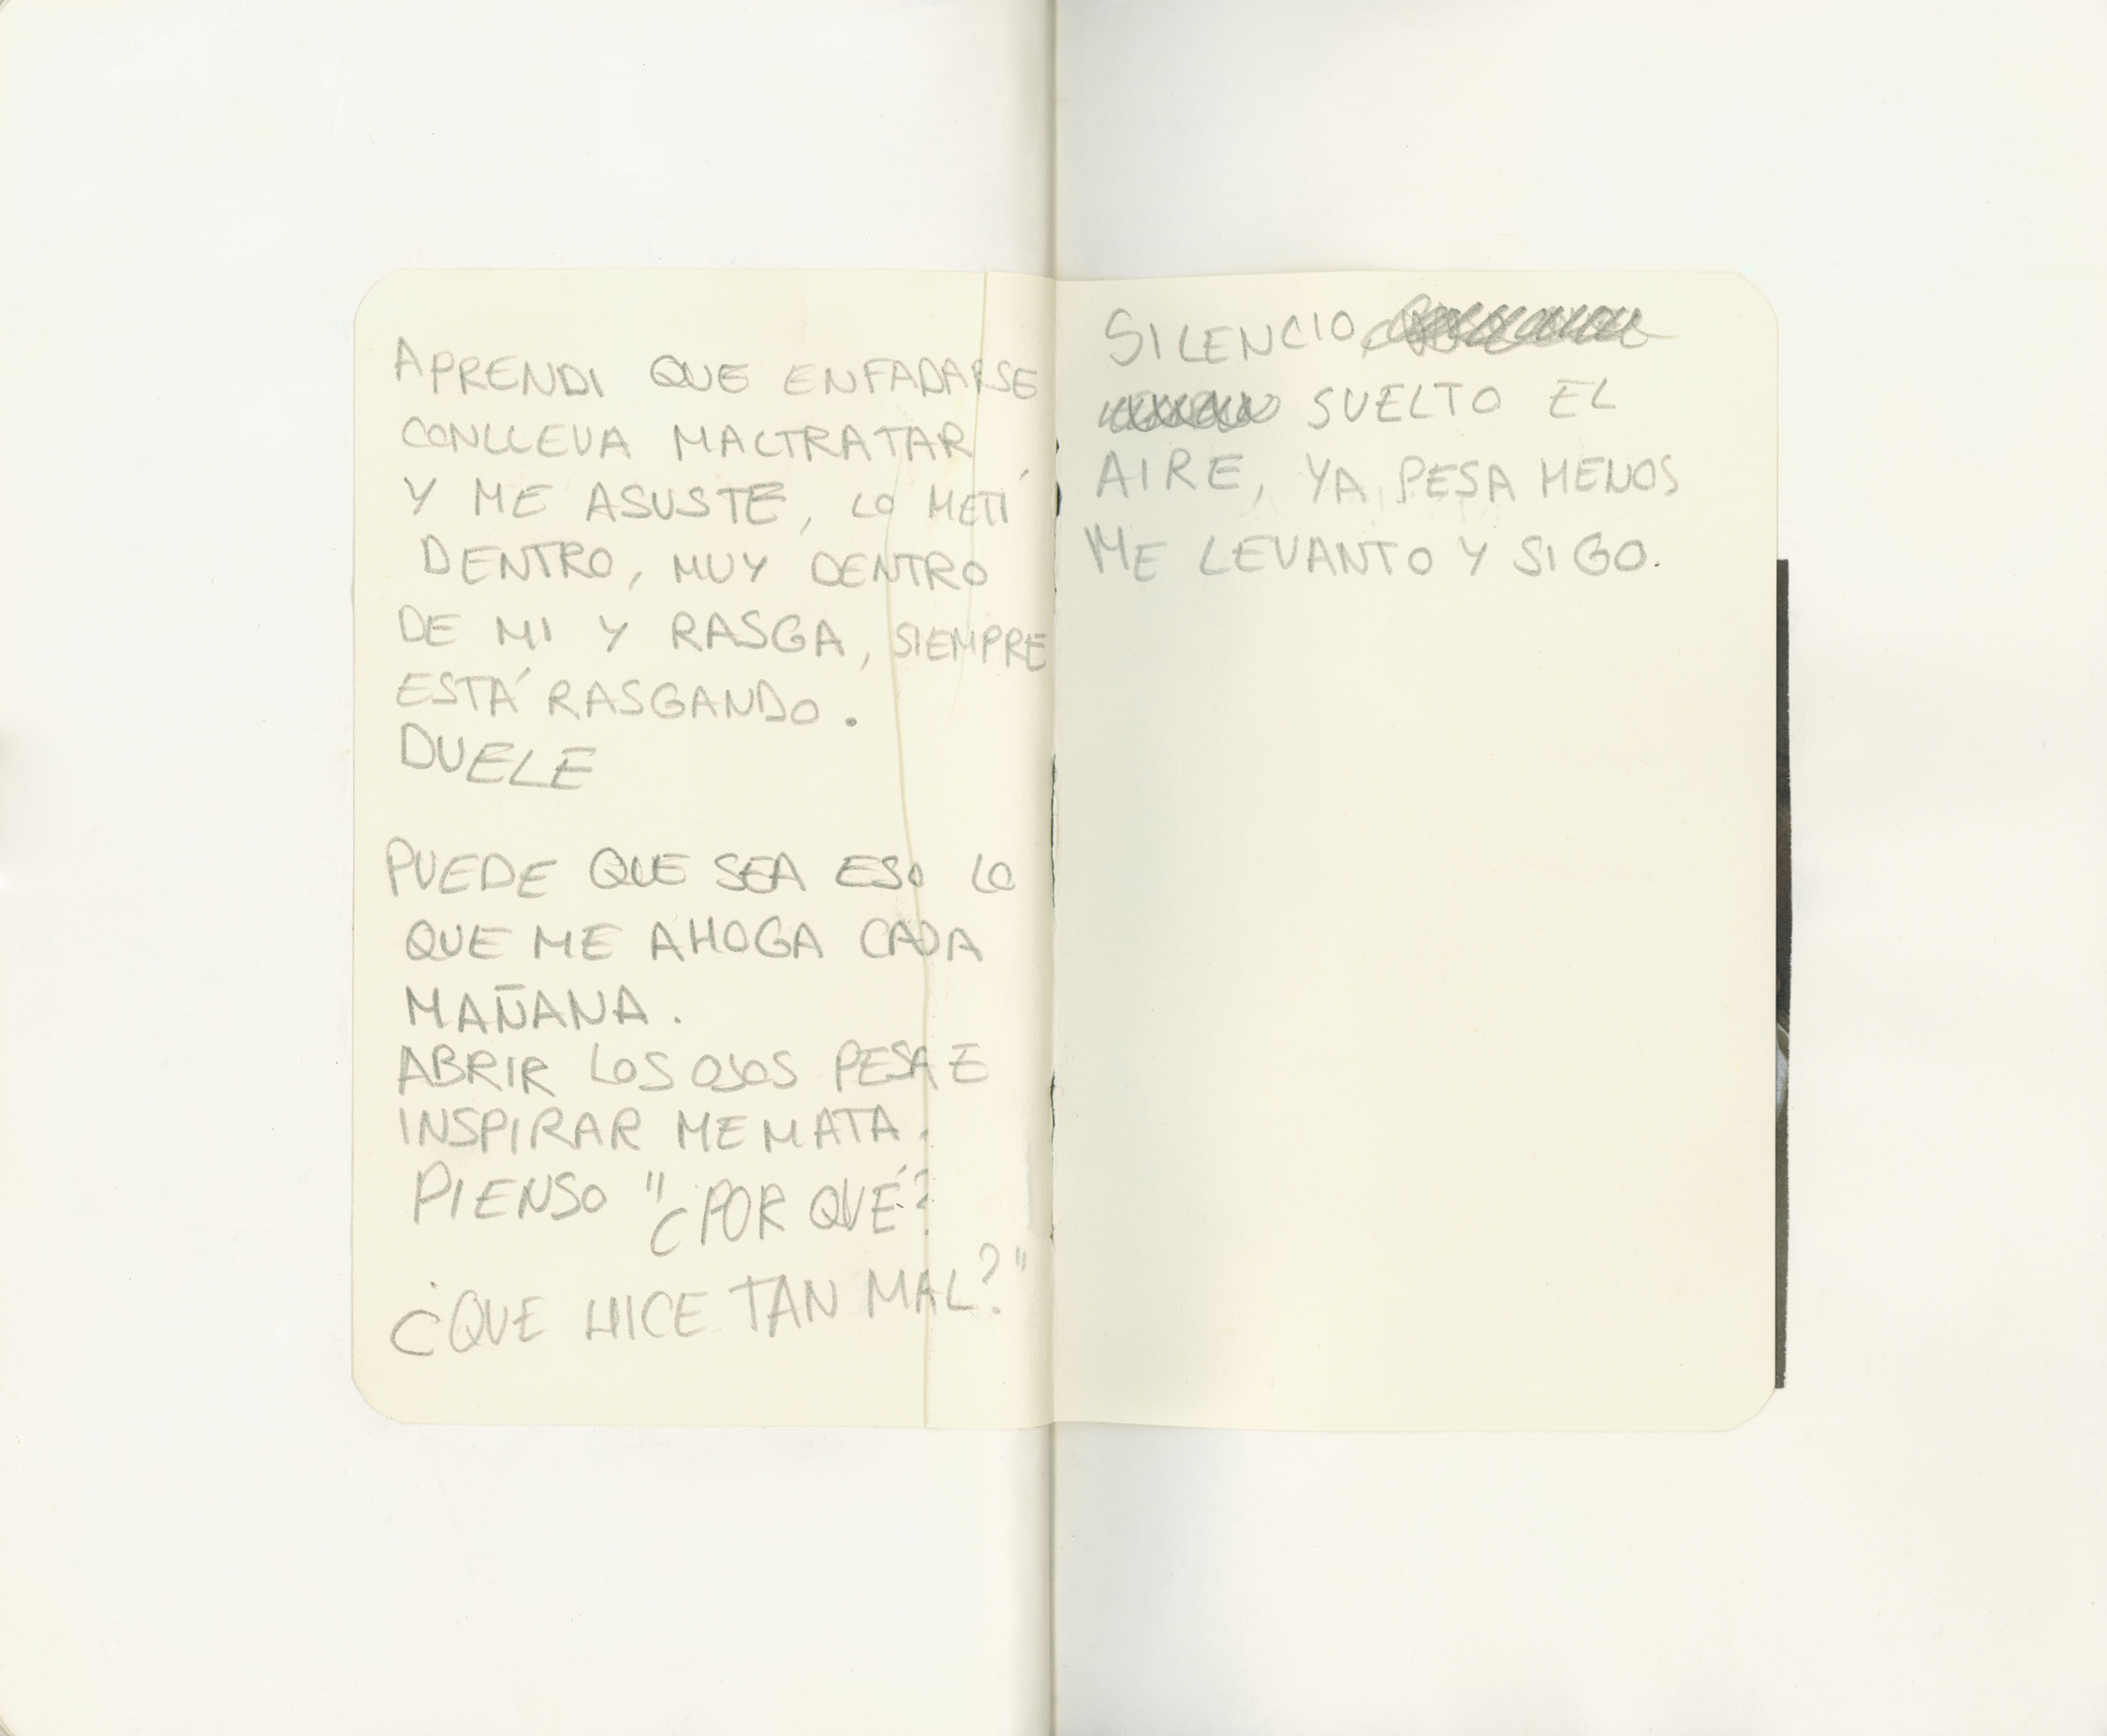 APRENDI QUE ENFADARSE
CONLLEVA MALTRATAR
Y ME ASUSTE, LO METÍ
DENTRO, MUY DENTRO
DE MI Y RASGA, SIEMPRE
ESTÁ RASGANDO.
DUELE
PUEDE QUE SEA ESO LO
QUE ME AHOGA CADA
MAÑANA.
ABRIR LOS OJOS PESA E
INSPIRAR ME MATA.
PIENSO "¿POR QUÉ?
¿QUE HICE TAN MAL?"
SILENCIO,
SUELTO EL
AIRE, YA PESA MENOS
ME LEVANTO Y SIGO.